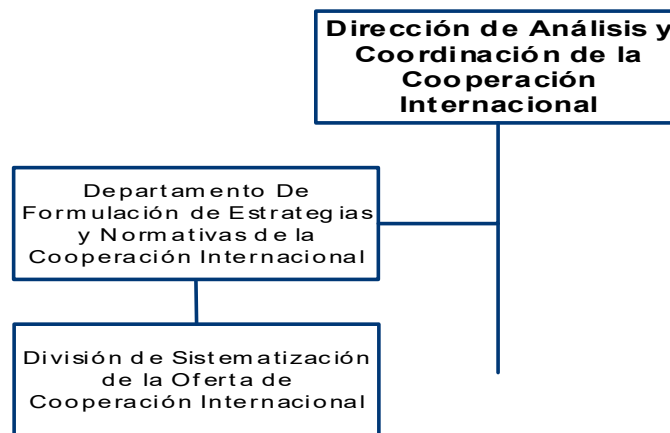 Dirección de Análisis y
Coordinación de la
Cooperación
Internacional
Departamento De
Formulación de Estrategias
y Normativas de la
Cooperación Internacional
División de Sistematización
de la Oferta de
Cooperación Internacional